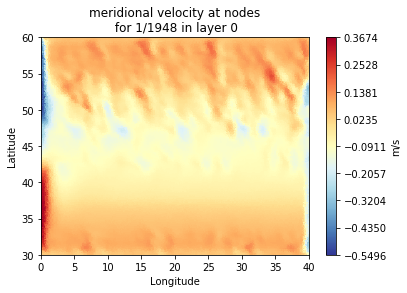 meridional velocity at nodes
for 1/1948 in layer 0
60
55
50
45
40
35
30
Latitude
0 5 10 15 20 25 30 35 40
Longitude
0.3674
0.2528
0.1381
0.0235
−0.0911
−0.2057
−0.3204
−0.4350
−0.5496
m/s